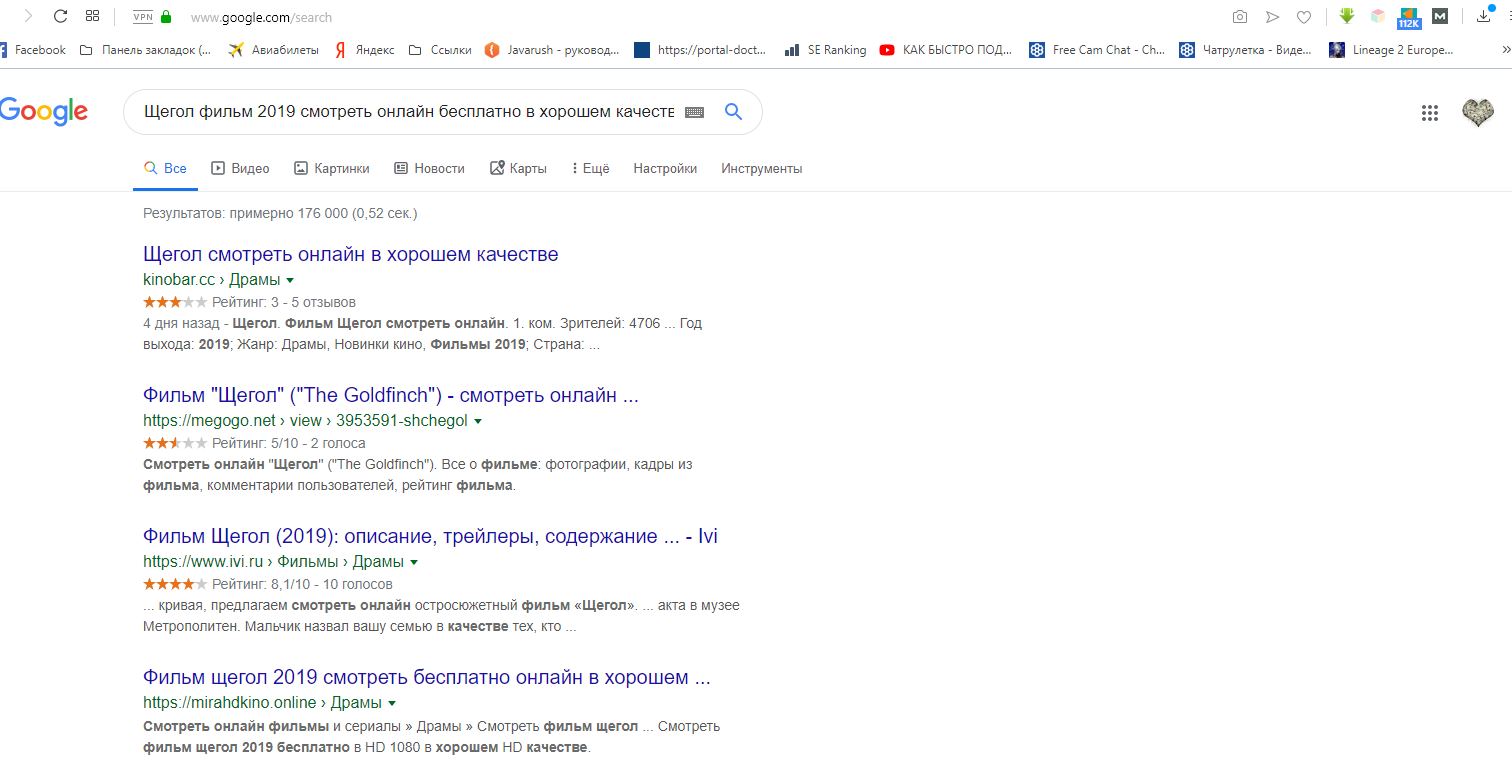 VPN www.google.com/search 112K M
Facebook Панель закладок (... Авиабилеты Я Яндекс Ссылки Javarush - руковод... https://portal-doct... SE Ranking КАК БЫСТРО ПОД... Free Cam Chat - Ch... Чатрулетка - Виде... Lineage 2 Europe... »
Google Щегол фильм 2019 смотреть онлайн бесплатно в хорошем качеств
Все Видео Картинки Новости Карты Ещё Настройки Инструменты
Результатов: примерно 176 000 (0,52 сек.)
Щегол смотреть онлайн в хорошем качестве
kinobar.cc › Драмы
Рейтинг: 3 - 5 отзывов
4 дня назад - Щегол. Фильм Щегол смотреть онлайн. 1. ком. Зрителей: 4706 ... Год
выхода: 2019; Жанр: Драмы, Новинки кино, Фильмы 2019; Страна: ...
Фильм "Щегол" ("The Goldfinch") - смотреть онлайн ...
https://megogo.net › view › 3953591-shchegol
Рейтинг: 5/10 - 2 голоса
Смотреть онлайн "Щегол" ("The Goldfinch"). Все о фильме: фотографии, кадры из
фильма, комментарии пользователей, рейтинг фильма.
Фильм Щегол (2019): описание, трейлеры, содержание ... - Ivi
https://www.ivi.ru › Фильмы › Драмы
Рейтинг: 8,1/10 - 10 голосов
... кривая, предлагаем смотреть онлайн остросюжетный фильм «Щегол». ... акта в музее
Метрополитен. Мальчик назвал вашу семью в качестве тех, кто ...
Фильм щегол 2019 смотреть бесплатно онлайн в хорошем ...
https://mirahdkino.online › Драмы
Смотреть онлайн фильмы и сериалы » Драмы » Смотреть фильм щегол ... Смотреть
фильм щегол 2019 бесплатно в HD 1080 в хорошем HD качестве.